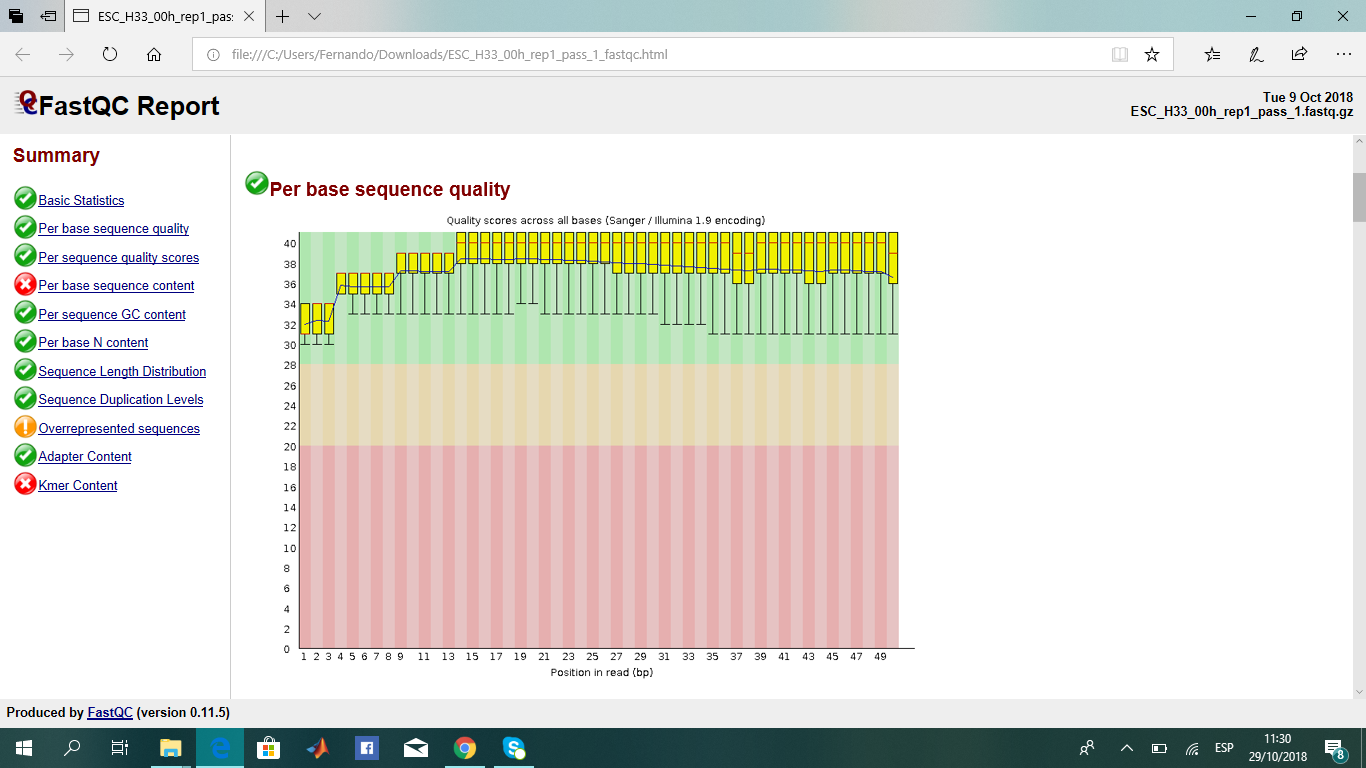 ESC_H33_00h_rep1_pass
file:///C:/Users/Fernando/Downloads/ESC_H33_00h_rep1_pass_1_fastqc.html
FastQC Report
Tue 9 Oct 2018
ESC_H33_00h_rep1_pass_1.fastq.gz
Summary
Basic Statistics
Per base sequence quality
Per sequence quality scores
Per base sequence content
Per sequence GC content
Per base N content
Sequence Length Distribution
Sequence Duplication Levels
Overrepresented sequences
Adapter Content
Kmer Content
Per base sequence quality
Quality scores across all bases (Sanger / Illumina 1.9 encoding)
40
38
36
34
32
30
28
26
24
22
20
18
16
14
12
10
8
6
4
2
0
1 2 3 4 5 6 7 8 9 11 13 15 17 19 21 23 25 27 29 31 33 35 37 39 41 43 45 47 49
Position in read (bp)
Produced by FastQC (version 0.11.5)
ESP
11:30
29/10/2018
8